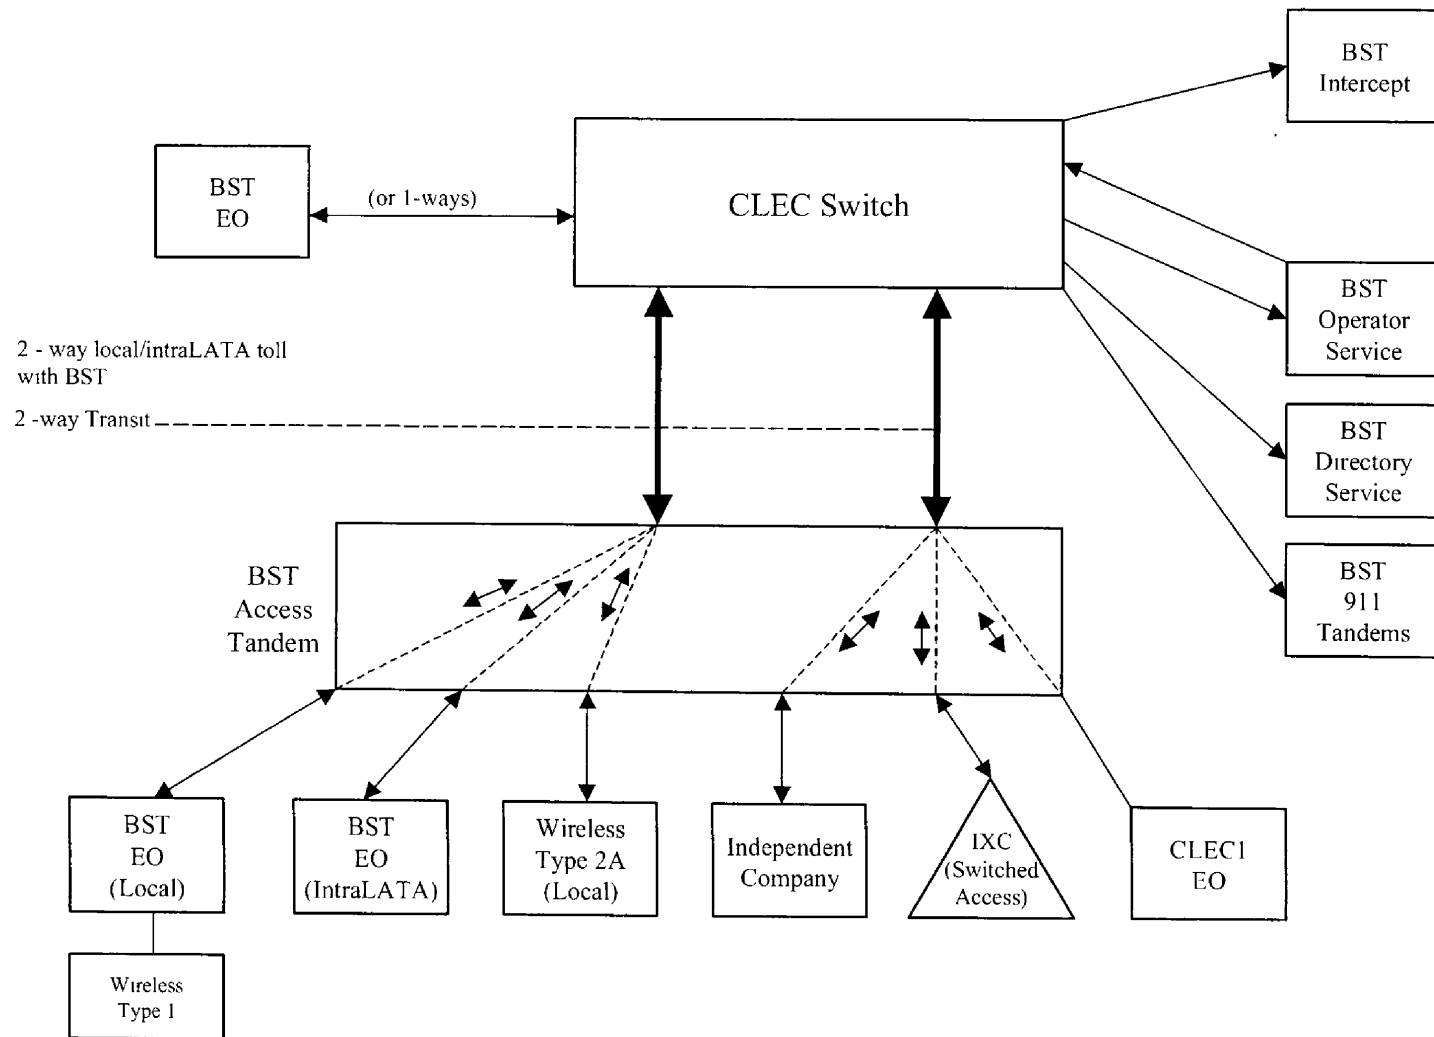 BST
Intercept
BST
EO
(or 1-ways)
CLEC Switch
BST
Operator
Service
2 - way local/intraLATA toll
with BST
2 -way Transit
BST
Directory
Service
BST
911
Tandems
BST
Access
Tandem
BST
EO
(Local)
BST
EO
(IntraLATA)
Wireless
Type 2A
(Local)
Independent
Company
IXC
(Switched
Access)
CLEC1
EO
Wireless
Type 1